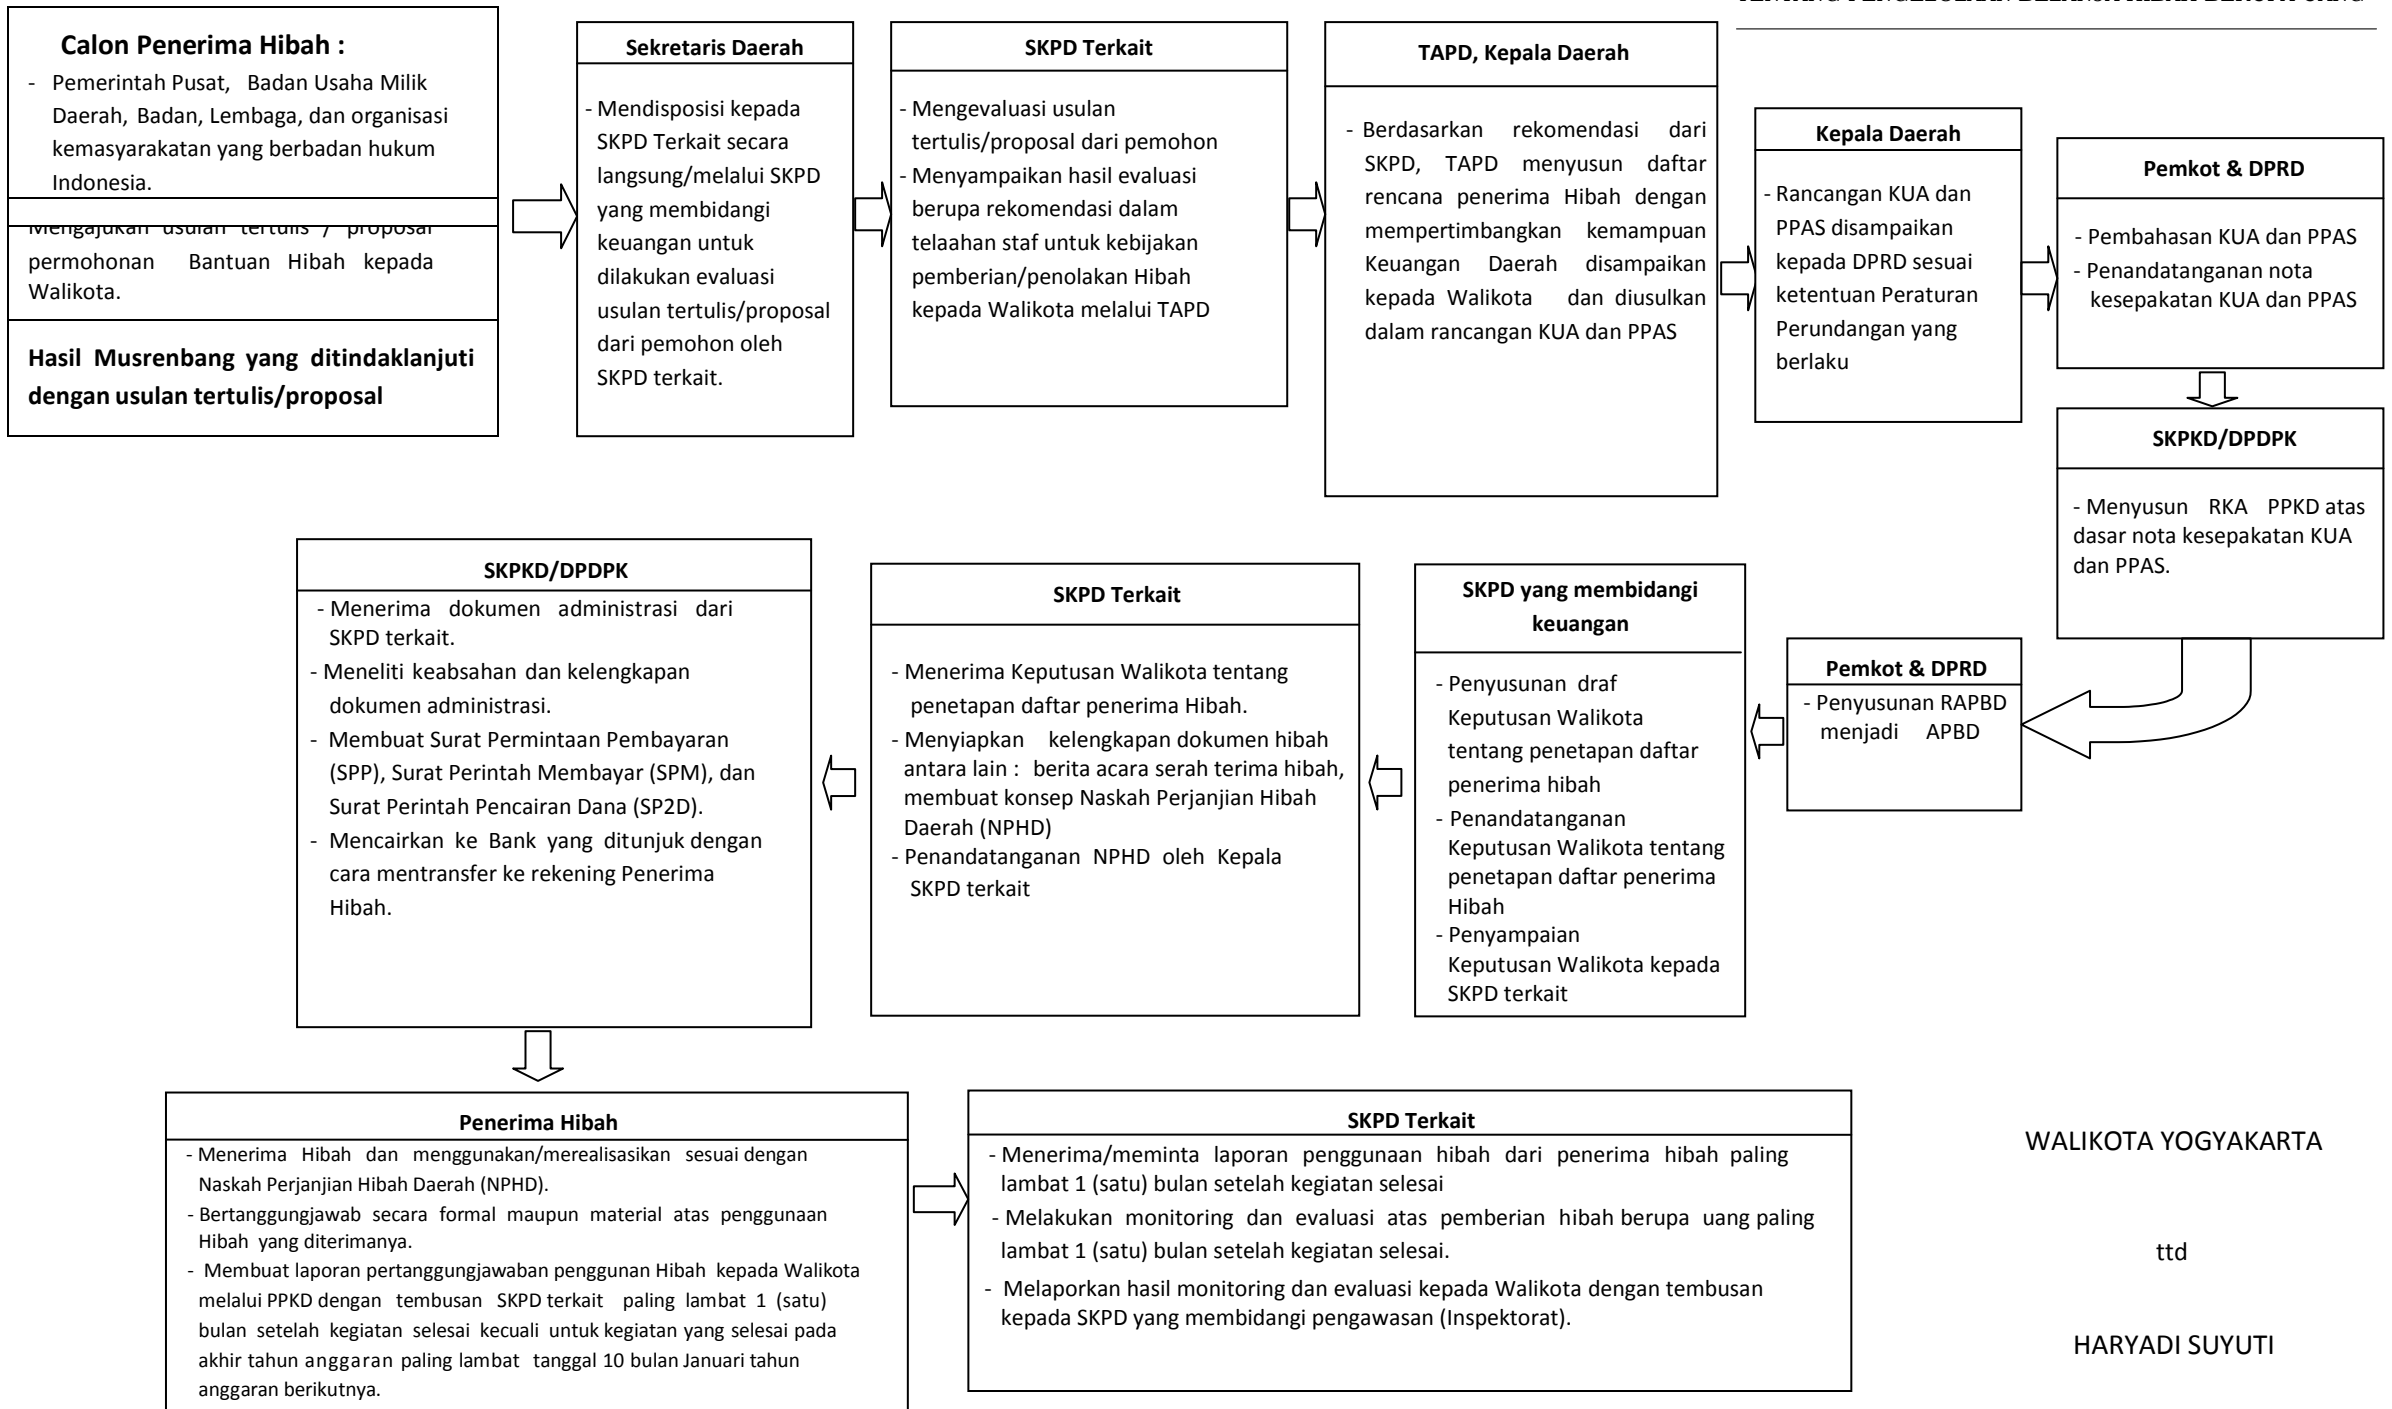 TENTANG PENGELOLAAN BELANJA HIBAH BERUPA UANG
Calon Penerima Hibah :
- Pemerintah Pusat, Badan Usaha Milik
Daerah, Badan, Lembaga, dan organisasi
kemasyarakatan yang berbadan hukum
Indonesia.
Mengajukan usulan tertulis / proposal
permohonan Bantuan Hibah kepada
Walikota.
Hasil Musrenbang yang ditindaklanjuti
dengan usulan tertulis/proposal
Sekretaris Daerah
- Mendisposisi kepada
SKPD Terkait secara
langsung/melalui SKPD
yang membidangi
keuangan untuk
dilakukan evaluasi
usulan tertulis/proposal
dari pemohon oleh
SKPD terkait.
SKPD Terkait
- Mengevaluasi usulan
tertulis/proposal dari pemohon
- Menyampaikan hasil evaluasi
berupa rekomendasi dalam
telaahan staf untuk kebijakan
pemberian/penolakan Hibah
kepada Walikota melalui TAPD
TAPD, Kepala Daerah
- Berdasarkan rekomendasi dari
SKPD, TAPD menyusun daftar
rencana penerima Hibah dengan
mempertimbangkan kemampuan
Keuangan Daerah disampaikan
kepada Walikota dan diusulkan
dalam rancangan KUA dan PPAS
Kepala Daerah
- Rancangan KUA dan
PPAS disampaikan
kepada DPRD sesuai
ketentuan Peraturan
Perundangan yang
berlaku
Pemkot & DPRD
- Pembahasan KUA dan PPAS
- Penandatanganan nota
kesepakatan KUA dan PPAS
SKPKD/DPDPK
- Menyusun RKA PPKD atas
dasar nota kesepakatan KUA
dan PPAS.
Pemkot & DPRD
- Penyusunan RAPBD
menjadi APBD
SKPD yang membidangi
keuangan
- Penyusunan draf
Keputusan Walikota
tentang penetapan daftar
penerima hibah
- Penandatanganan
Keputusan Walikota tentang
penetapan daftar penerima
Hibah
- Penyampaian
Keputusan Walikota kepada
SKPD terkait
SKPD Terkait
- Menerima Keputusan Walikota tentang
penetapan daftar penerima Hibah.
- Menyiapkan kelengkapan dokumen hibah
antara lain : berita acara serah terima hibah,
membuat konsep Naskah Perjanjian Hibah
Daerah (NPHD)
- Penandatanganan NPHD oleh Kepala
SKPD terkait
SKPKD/DPDPK
- Menerima dokumen administrasi dari
SKPD terkait.
- Meneliti keabsahan dan kelengkapan
dokumen administrasi.
- Membuat Surat Permintaan Pembayaran
(SPP), Surat Perintah Membayar (SPM), dan
Surat Perintah Pencairan Dana (SP2D).
- Mencairkan ke Bank yang ditunjuk dengan
cara mentransfer ke rekening Penerima
Hibah.
Penerima Hibah
- Menerima Hibah dan menggunakan/merealisasikan sesuai dengan
Naskah Perjanjian Hibah Daerah (NPHD).
- Bertanggungjawab secara formal maupun material atas penggunaan
Hibah yang diterimanya.
- Membuat laporan pertanggungjawaban penggunan Hibah kepada Walikota
melalui PPKD dengan tembusan SKPD terkait paling lambat 1 (satu)
bulan setelah kegiatan selesai kecuali untuk kegiatan yang selesai pada
akhir tahun anggaran paling lambat tanggal 10 bulan Januari tahun
anggaran berikutnya.
SKPD Terkait
- Menerima/meminta laporan penggunaan hibah dari penerima hibah paling
lambat 1 (satu) bulan setelah kegiatan selesai
- Melakukan monitoring dan evaluasi atas pemberian hibah berupa uang paling
lambat 1 (satu) bulan setelah kegiatan selesai.
- Melaporkan hasil monitoring dan evaluasi kepada Walikota dengan tembusan
kepada SKPD yang membidangi pengawasan (Inspektorat).
WALIKOTA YOGYAKARTA
ttd
HARYADI SUYUTI